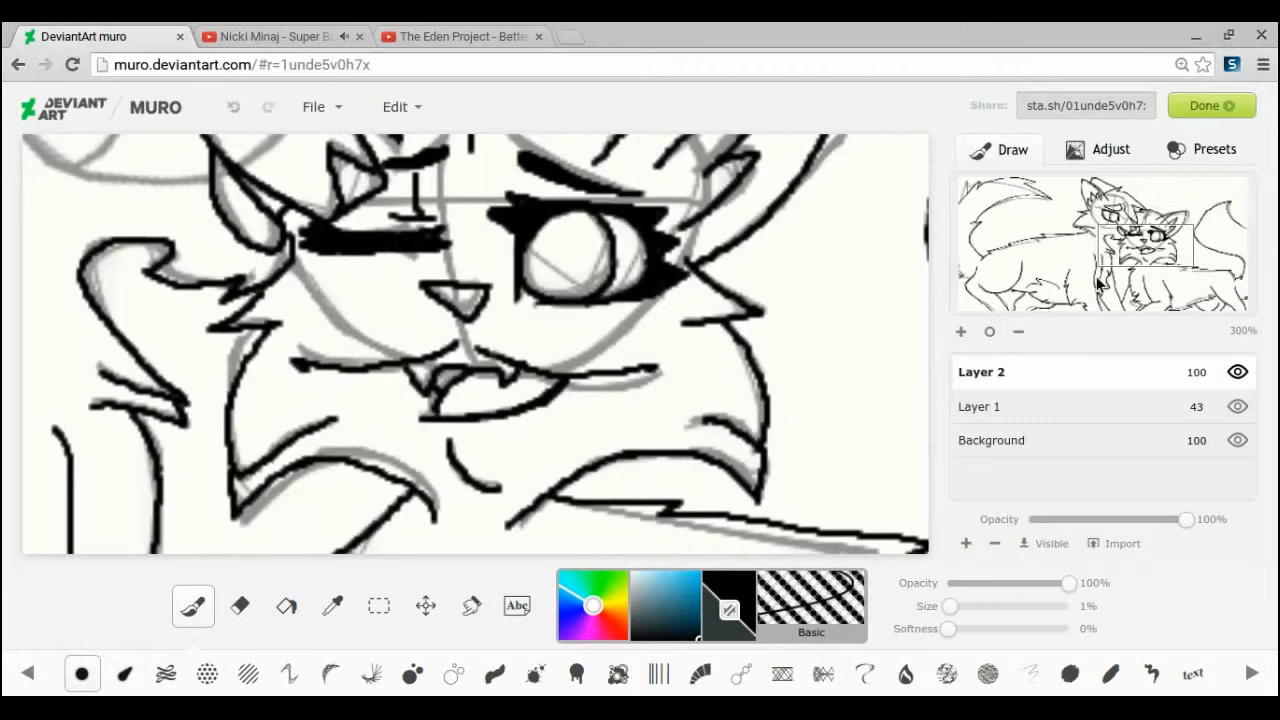 DeviantArt muro
Nicki Minaj - Super B
The Eden Project - Bette
muro.deviantart.com/#r=1unde5v0h7x
DEVIANT ART / MURO
File
Edit
Share:
sta.sh/01unde5v0h7:
Done
Draw
Adjust
Presets
300%
Layer 2 100
Layer 1 43
Background 100
Opacity 100%
Visible
Import
Abc
Basic
Opacity 100%
Size 1%
Softness 0%
text